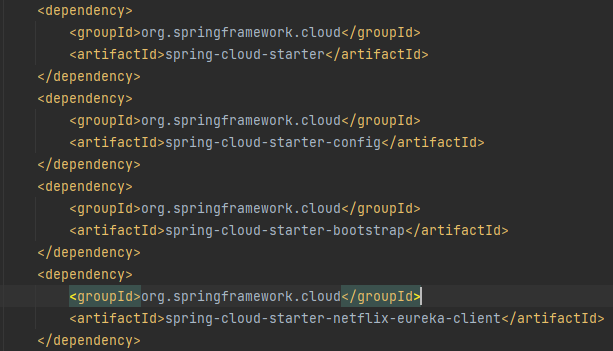 <dependency>
<groupId>org.springframework.cloud</groupId>
<artifactId>spring-cloud-starter</artifactId>
</dependency>
<dependency>
<groupId>org.springframework.cloud</groupId>
<artifactId>spring-cloud-starter-config</artifactId>
</dependency>
<dependency>
<groupId>org.springframework.cloud</groupId>
<artifactId>spring-cloud-starter-bootstrap</artifactId>
</dependency>
<dependency>
<groupId>org.springframework.cloud</groupId>
<artifactId>spring-cloud-starter-netflix-eureka-client</artifactId>
</dependency>